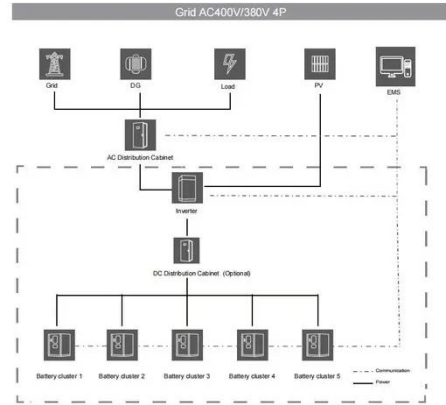 Grid AC400V/380V 4P
Grid
DG
Load
PV
EMS
AC Distribution Cabinet
Inverter
DC Distribution Cabinet (Optional)
Battery cluster 1
Battery cluster 2
Battery cluster 3
Battery cluster 4
Battery cluster 5
Communication
Power